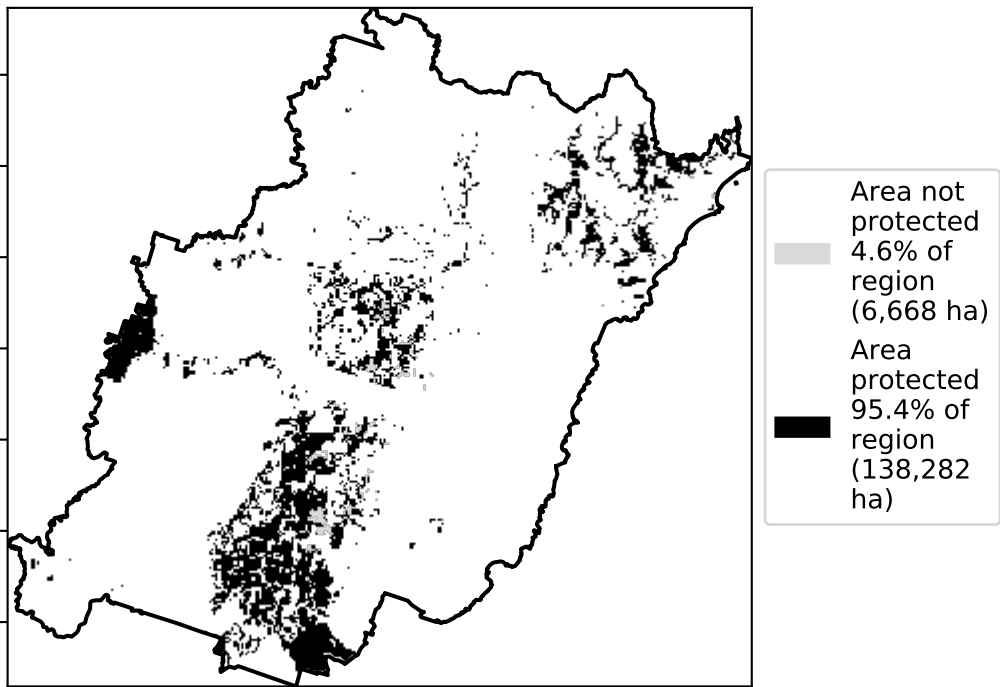 Area not
protected
4.6% of
region
(6,668 ha)
Area
protected
95.4% of
region
(138,282
ha)